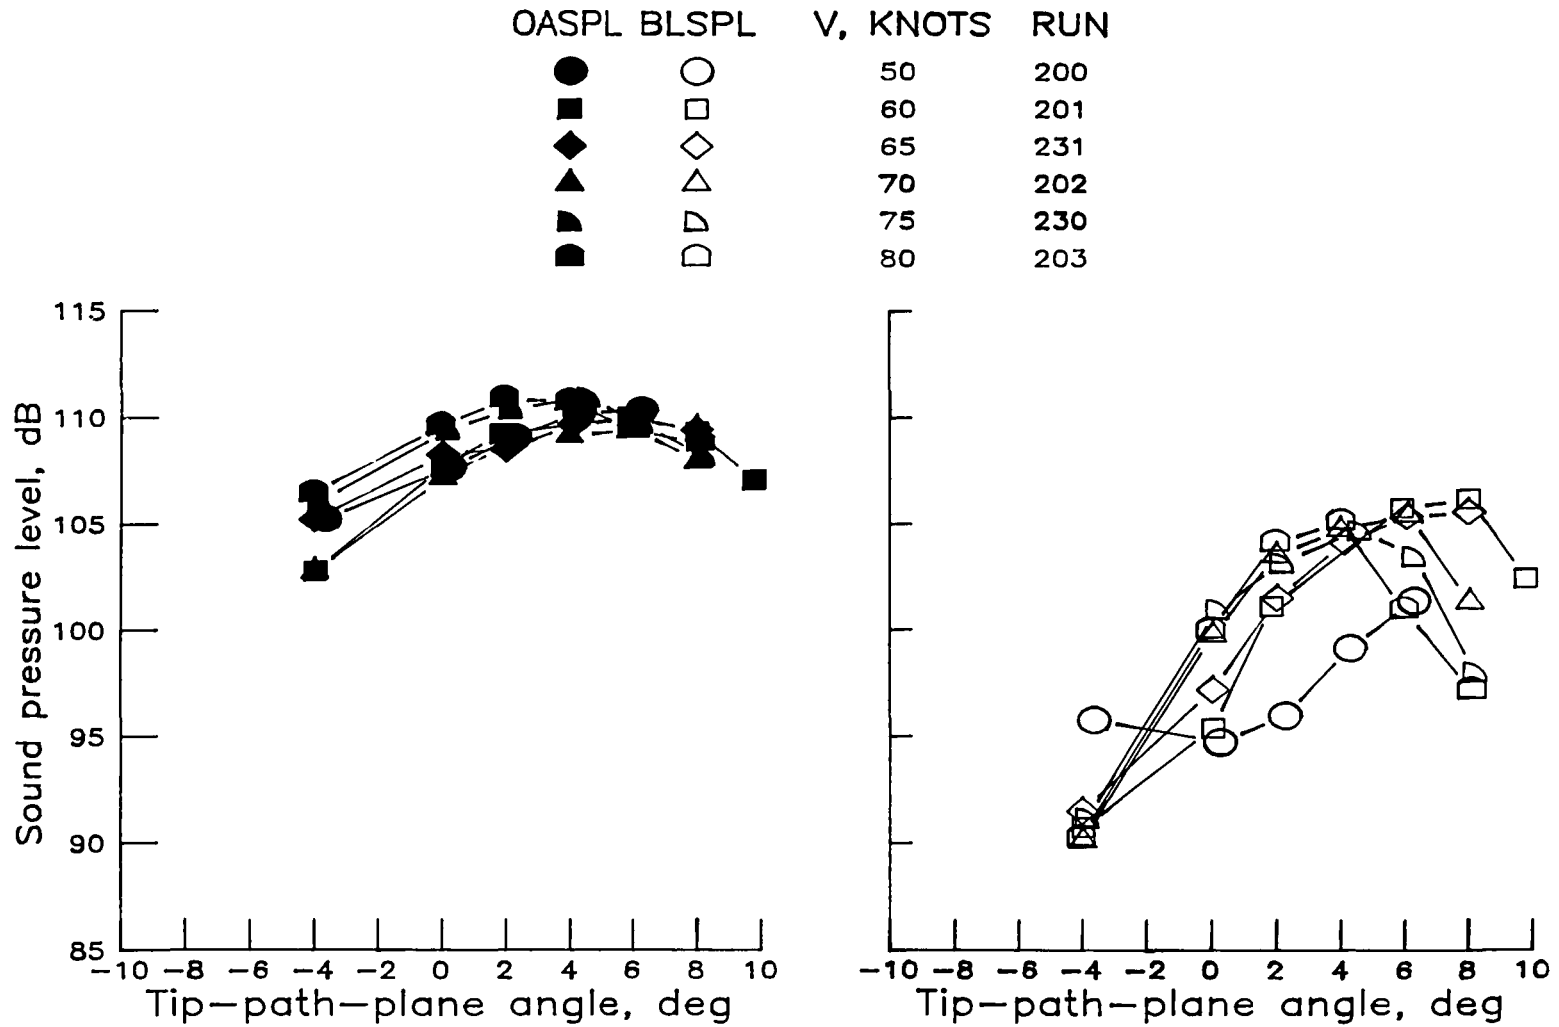 OASPL BLSPL V, KNOTS RUN
50 200
60 201
65 231
70 202
75 230
80 203
115
110
105
100
95
90
85
Sound pressure level, dB
-10 -8 -6 -4 -2 0 2 4 6 8 10
Tip-path-plane angle, deg
-10 -8 -6 -4 -2 0 2 4 6 8 10
Tip-path-plane angle, deg